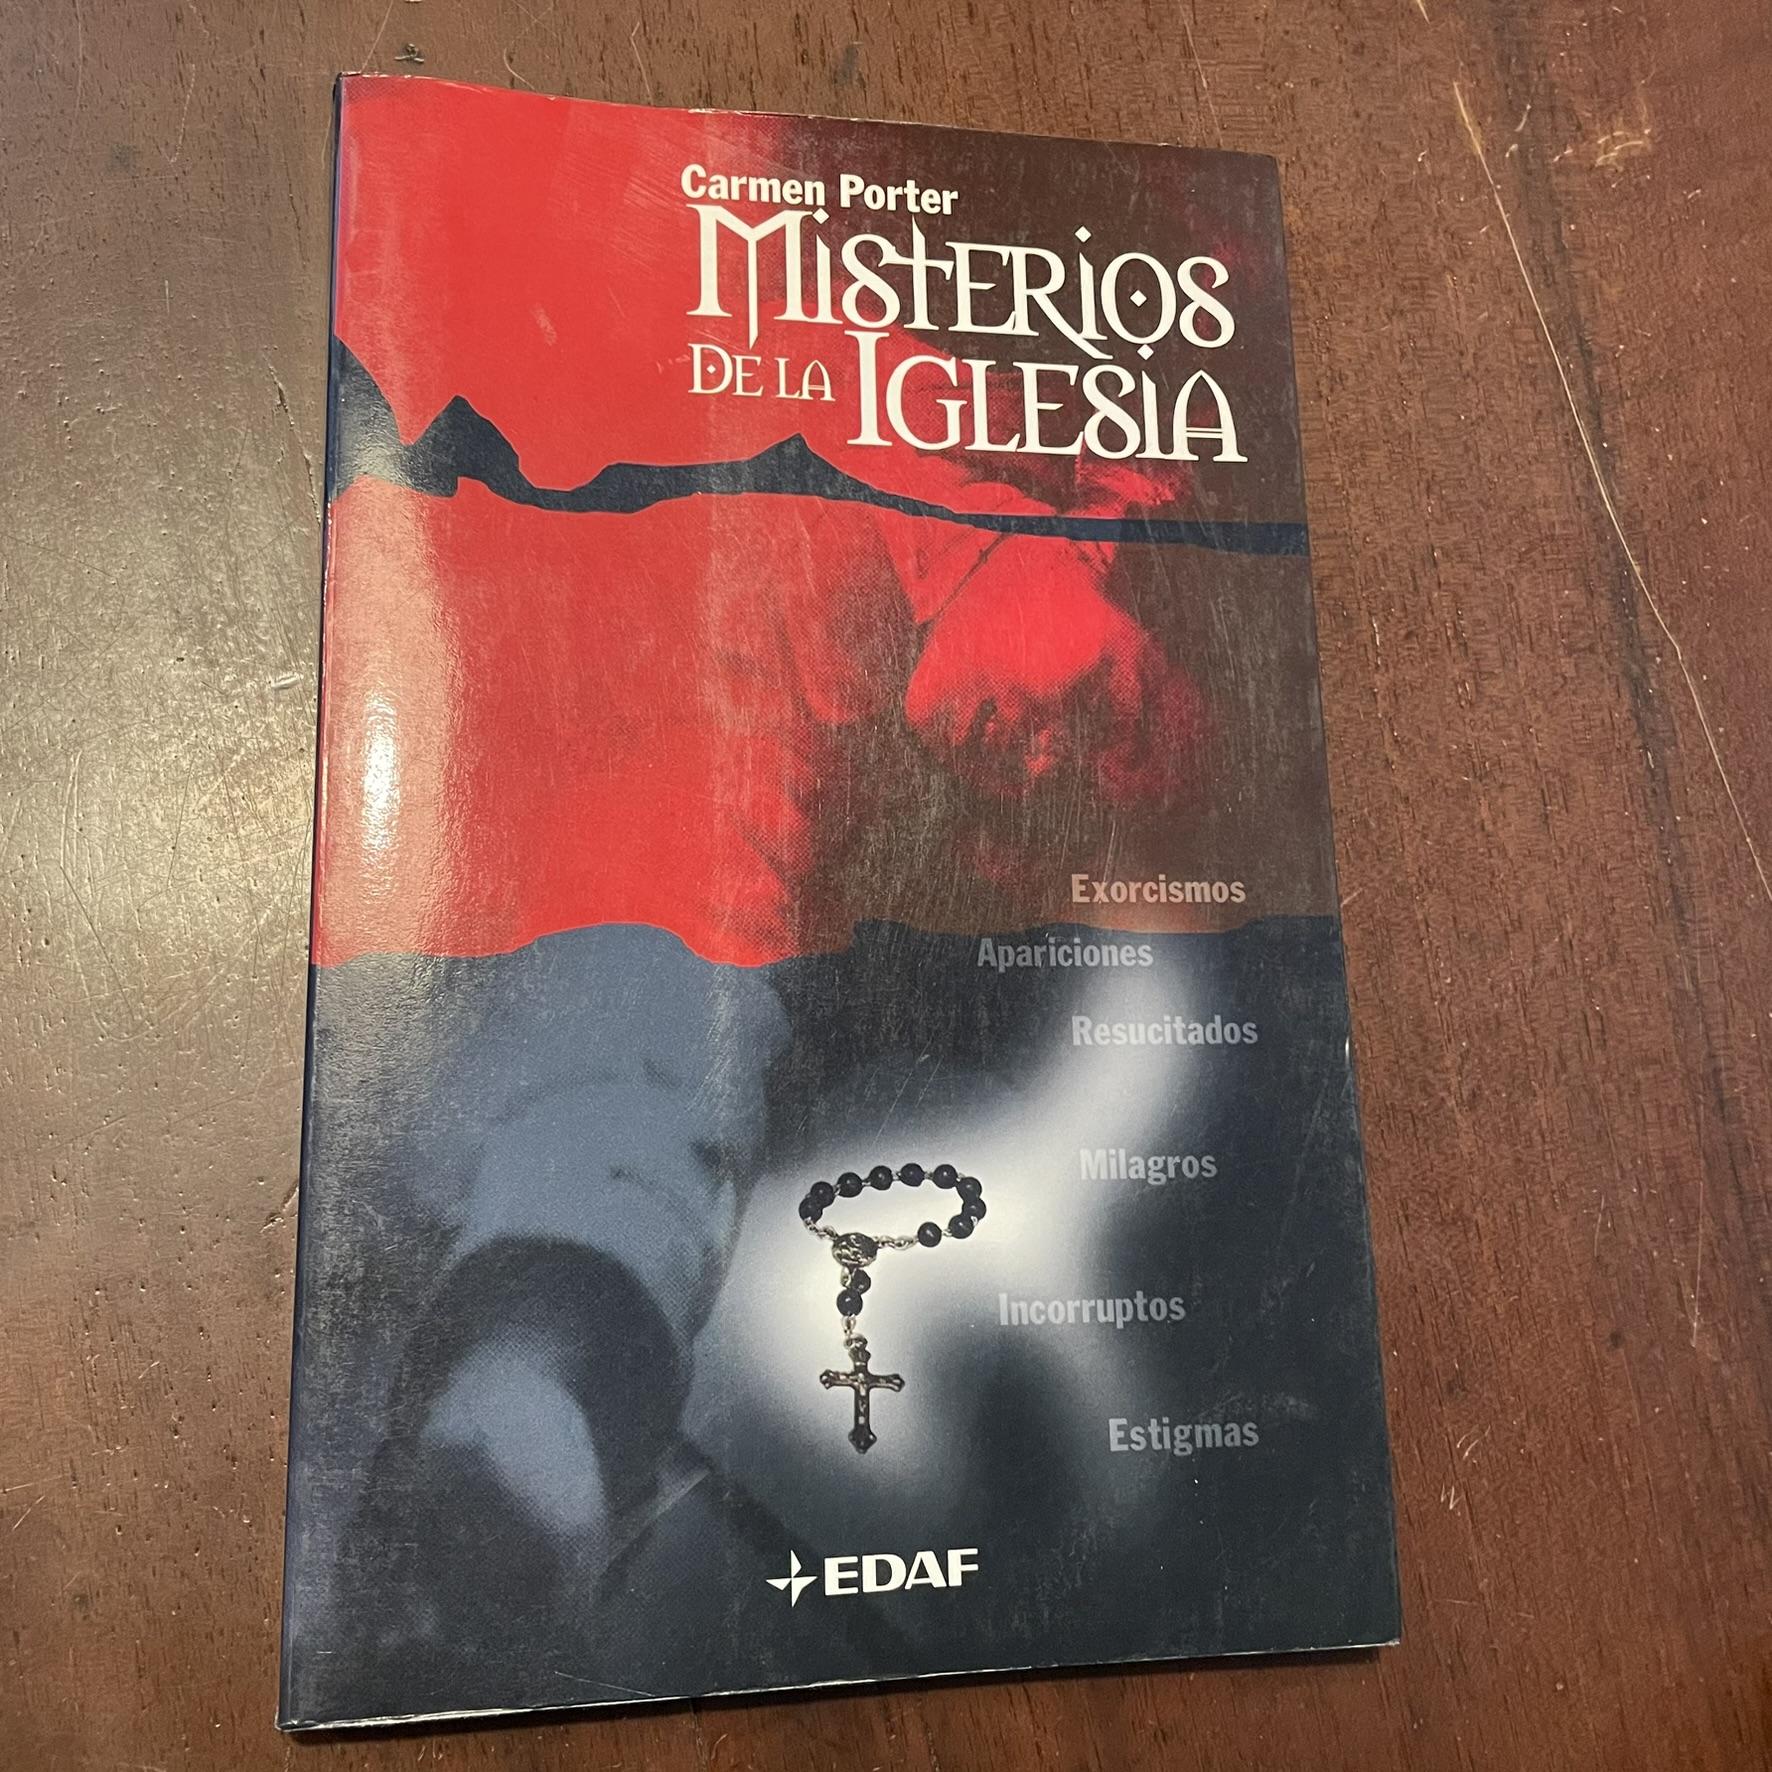 Carmen Porter
MISTERIOS
DE LA IGLESIA
Exorcismos
Apariciones
Resucitados
Milagros
Incorruptos
Estigmas
EDAF